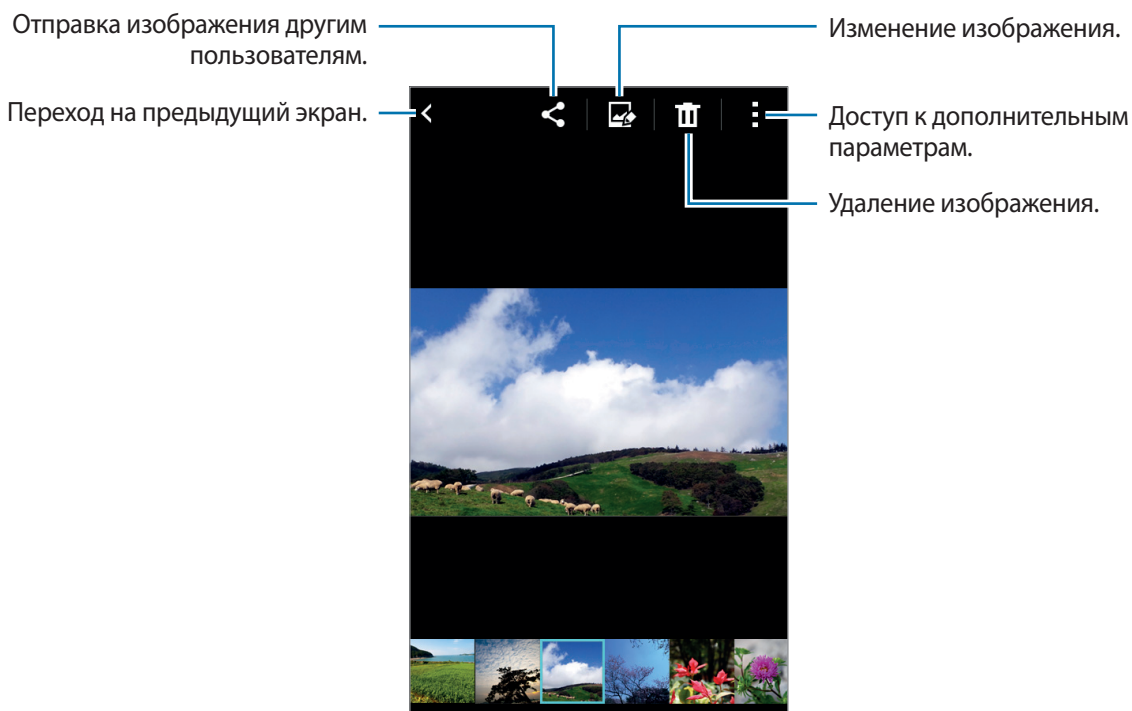 Отправка изображения другим
пользователям.
Изменение изображения.
Переход на предыдущий экран.
Доступ к дополнительным
параметрам.
Удаление изображения.